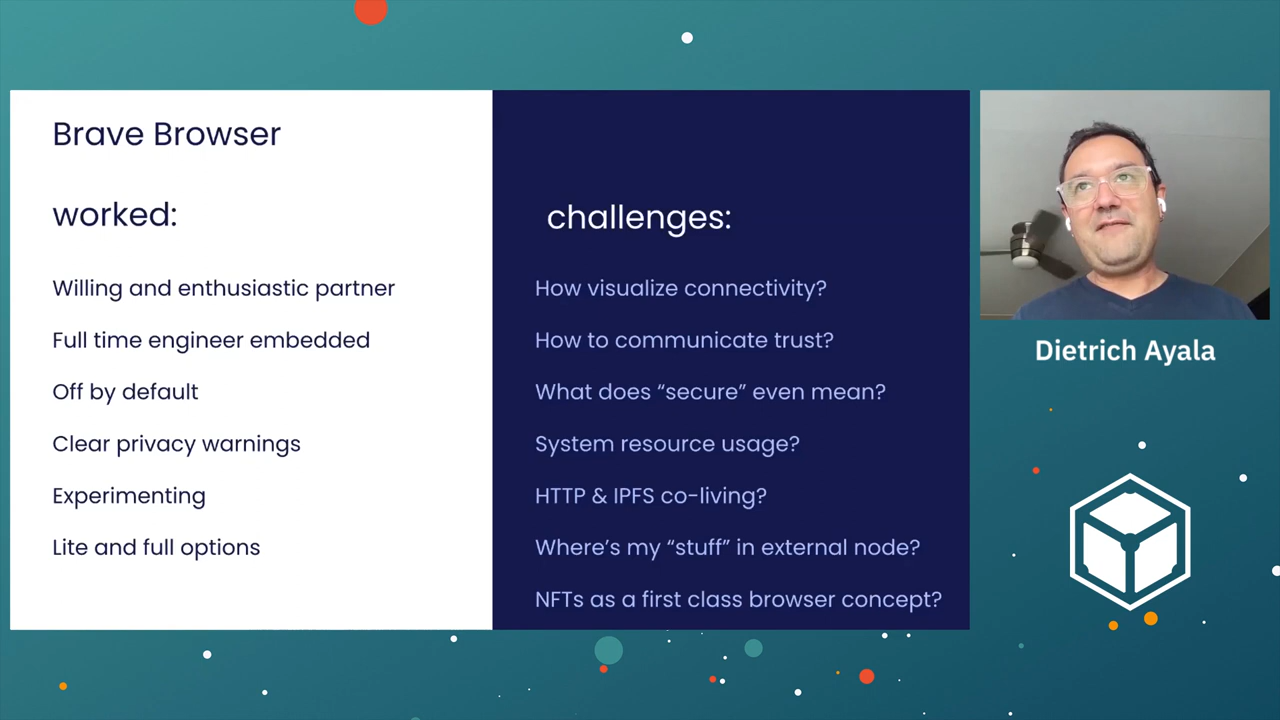 Brave Browser
worked:
Willing and enthusiastic partner
Full time engineer embedded
Off by default
Clear privacy warnings
Experimenting
Lite and full options
challenges:
How visualize connectivity?
How to communicate trust?
What does “secure” even mean?
System resource usage?
HTTP & IPFS co-living?
Where’s my “stuff” in external node?
NFTs as a first class browser concept?
Dietrich Ayala